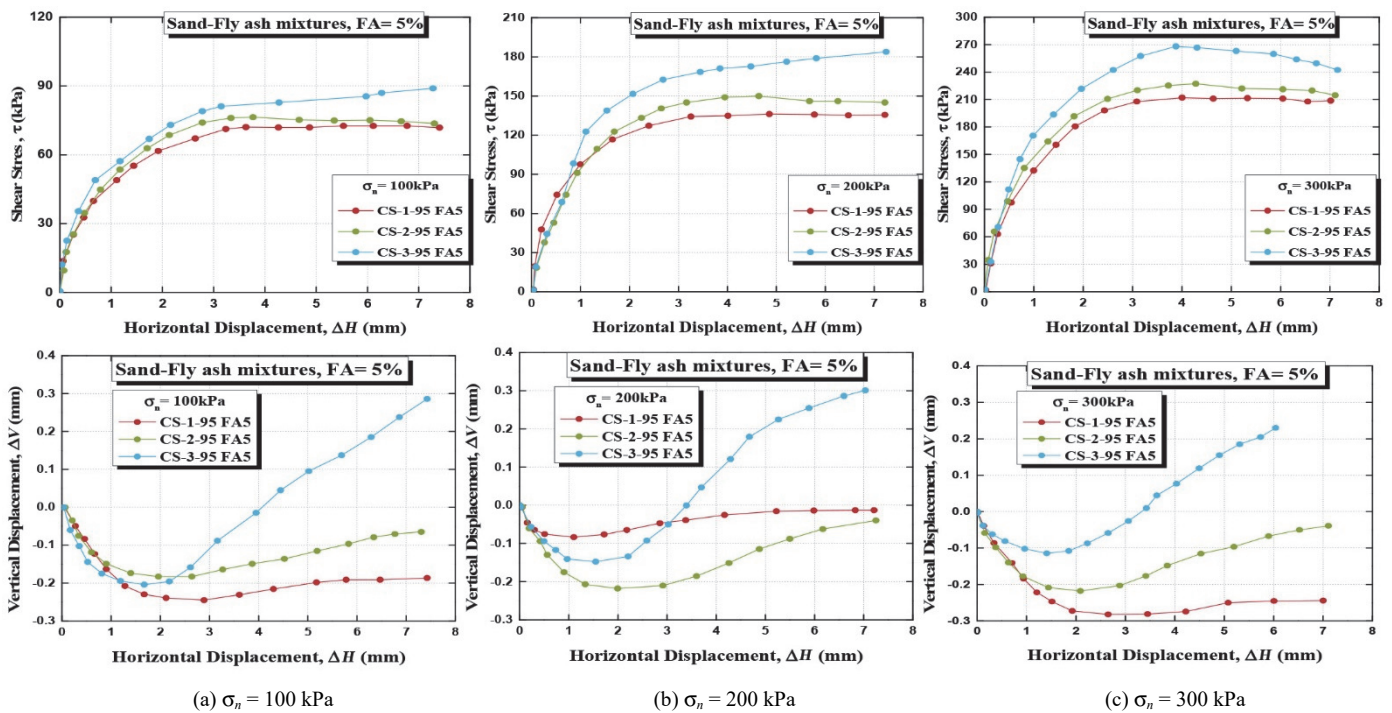 Sand-Fly ash mixtures, FA= 5%
120
90
60
30
0
Shear Stres , τ (kPa)
σn = 100kPa
CS-1-95 FA5
CS-2-95 FA5
CS-3-95 FA5
0 1 2 3 4 5 6 7 8
Horizontal Displacement, ΔH (mm)
Sand-Fly ash mixtures, FA= 5%
210
180
150
120
90
60
30
0
Shear Stress, τ (kPa)
σn = 200kPa
CS-1-95 FA5
CS-2-95 FA5
CS-3-95 FA5
0 1 2 3 4 5 6 7 8
Horizontal Displacement, ΔH (mm)
Sand-Fly ash mixtures, FA= 5%
300
270
240
210
180
150
120
90
60
30
0
Shear Stress, τ (kPa)
σn = 300kPa
CS-1-95 FA5
CS-2-95 FA5
CS-3-95 FA5
0 1 2 3 4 5 6 7 8
Horizontal Displacement, ΔH (mm)
Sand-Fly ash mixtures, FA= 5%
0.4
0.3
0.2
0.1
0.0
-0.1
-0.2
-0.3
Vertical Displacement, ΔV (mm)
σn = 100kPa
CS-1-95 FA5
CS-2-95 FA5
CS-3-95 FA5
0 1 2 3 4 5 6 7 8
Horizontal Displacement, ΔH (mm)
Sand-Fly ash mixtures, FA= 5%
0.4
0.3
0.2
0.1
0.0
-0.1
-0.2
-0.3
Vertical Displacement, ΔV (mm)
σn = 200kPa
CS-1-95 FA5
CS-2-95 FA5
CS-3-95 FA5
0 1 2 3 4 5 6 7 8
Horizontal Displacement, ΔH (mm)
Sand-Fly ash mixtures, FA= 5%
0.4
0.3
0.2
0.1
0.0
-0.1
-0.2
-0.3
Vertical Displacement, ΔV (mm)
σn = 300kPa
CS-1-95 FA5
CS-2-95 FA5
CS-3-95 FA5
0 1 2 3 4 5 6 7 8
Horizontal Displacement, ΔH (mm)
(a) σn = 100 kPa
(b) σn = 200 kPa
(c) σn = 300 kPa